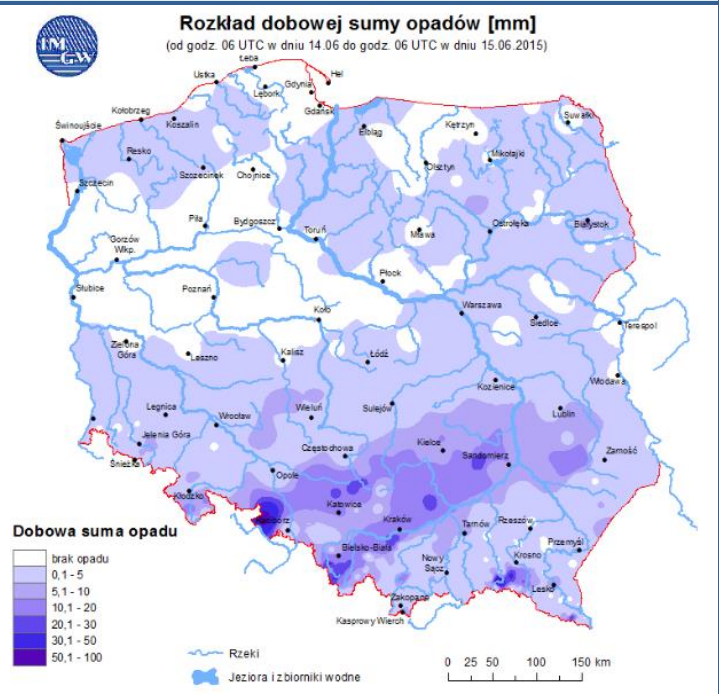 Rozkład dobowej sumy opadów [mm]
(od godz. 06 UTC w dniu 14.06 do godz. 06 UTC w dniu 15.06.2015)
IM
GW
Łeba
Hel
Ustka
Gdynia
Lębork
Gdańsk
Kołobrzeg
Koszalin
Suwałki
Świnoujście
Elbląg
Kętrzyn
Resko
Mikołajki
Olsztyn
Szczecinek
Chojnice
Szczecin
Piła
Bydgoszcz
Ostrołęka
Białystok
Toruń
Mława
Gorzów
Wlkp.
Płock
Słubice
Poznań
Koło
Warszawa
Siedlce
Terespol
Zielona
Góra
Leszno
Kalisz
Łódź
Kozienice
Włodawa
Legnica
Wieluń
Sulejów
Lublin
Wrocław
Jelenia Góra
Kielce
Częstochowa
Sandomierz
Zamość
Śnieżka
Opole
Kłodzko
Katowice
Racibórz
Kraków
Tarnów
Rzeszów
Przemyśl
Bielsko-Biała
Nowy
Sącz
Krosno
Lesko
Zakopane
Kasprowy Wierch
Dobowa suma opadu
brak opadu
0,1 - 5
5,1 - 10
10,1 - 20
20,1 - 30
30,1 - 50
50,1 - 100
Rzeki
Jeziora i zbiorniki wodne
0 25 50 100 150 km